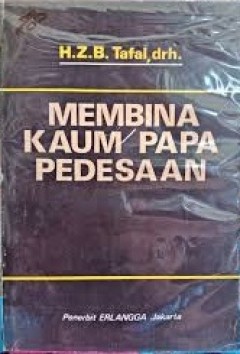 H.Z.B. Tafal, drh.
MEMBINA
KAUM PAPA
PEDESAAN
Penerbit ERLANGGA Jakarta